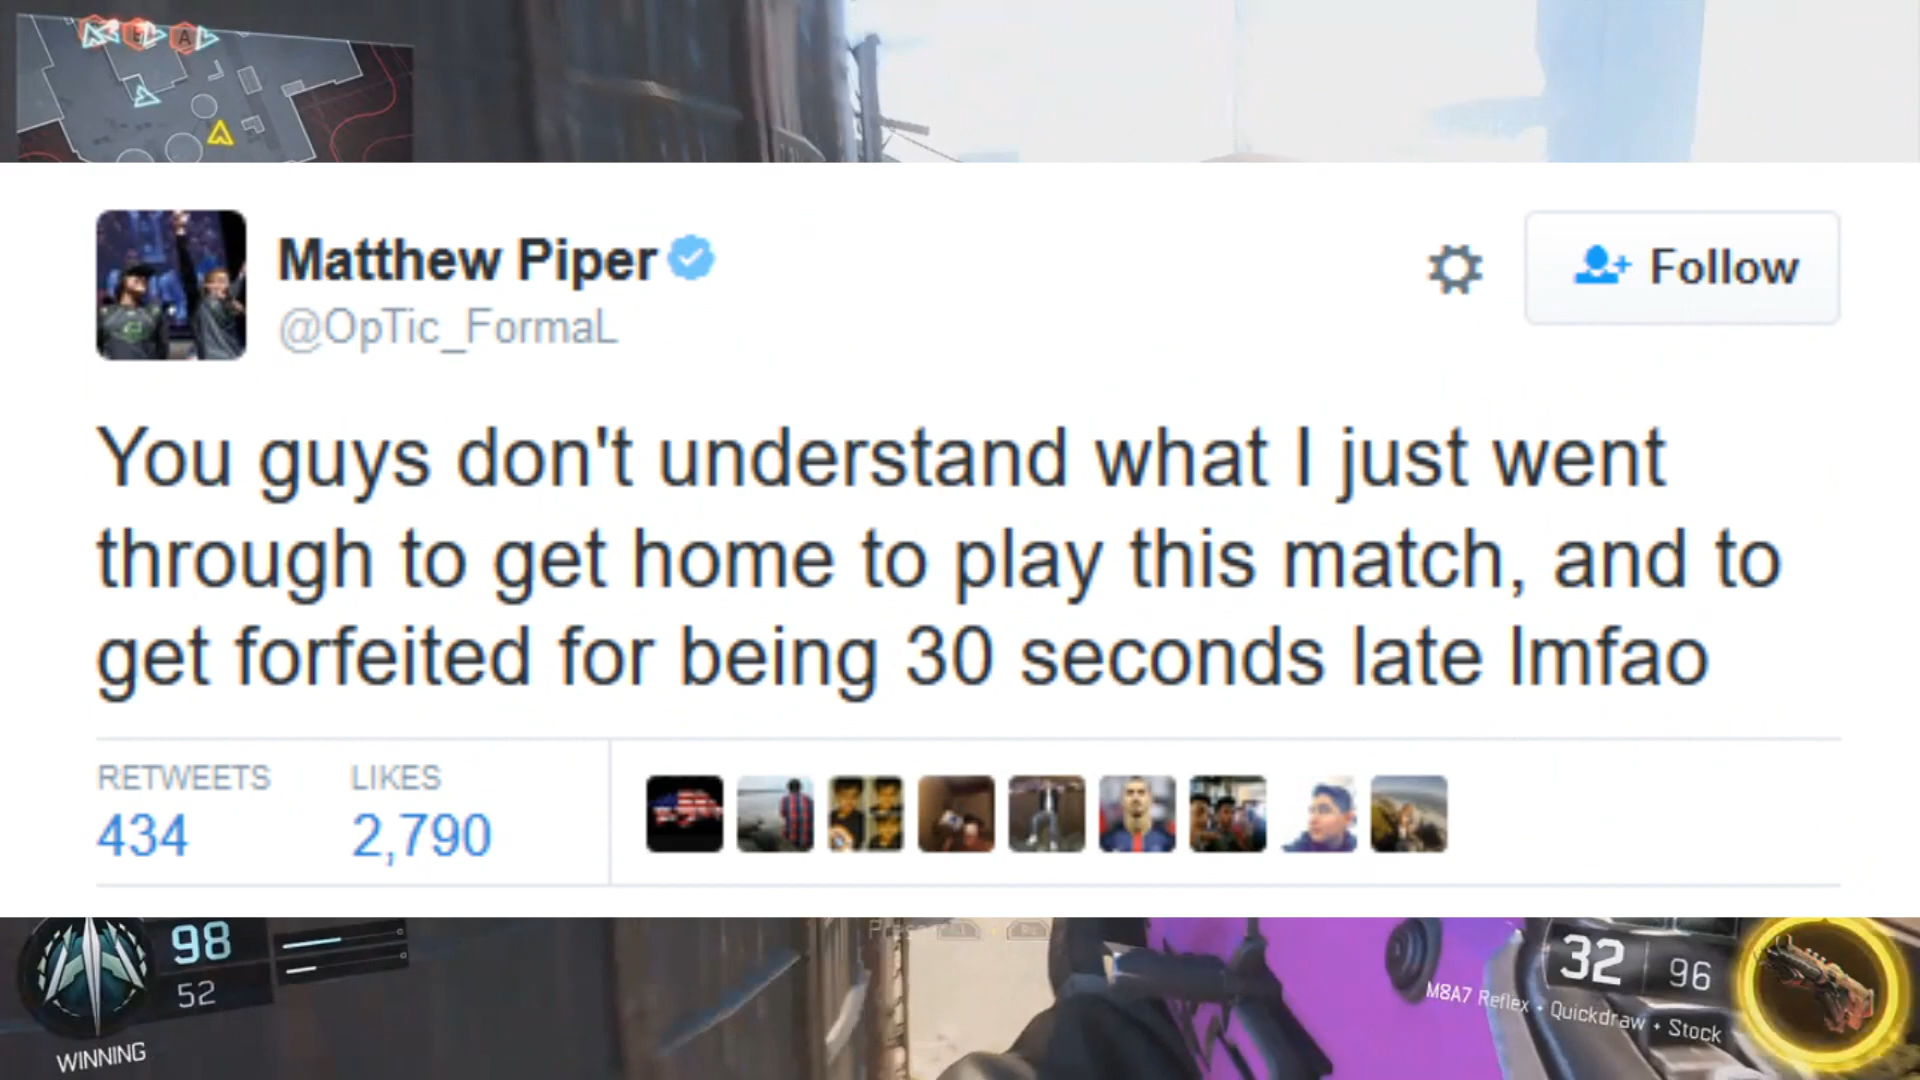 A
Matthew Piper
@OpTic_FormaL
Follow
You guys don't understand what I just went
through to get home to play this match, and to
get forfeited for being 30 seconds late lmfao
RETWEETS LIKES
434 2,790
98
52
WINNING
32 96
M8A7 Reflex + Quickdraw + Stock